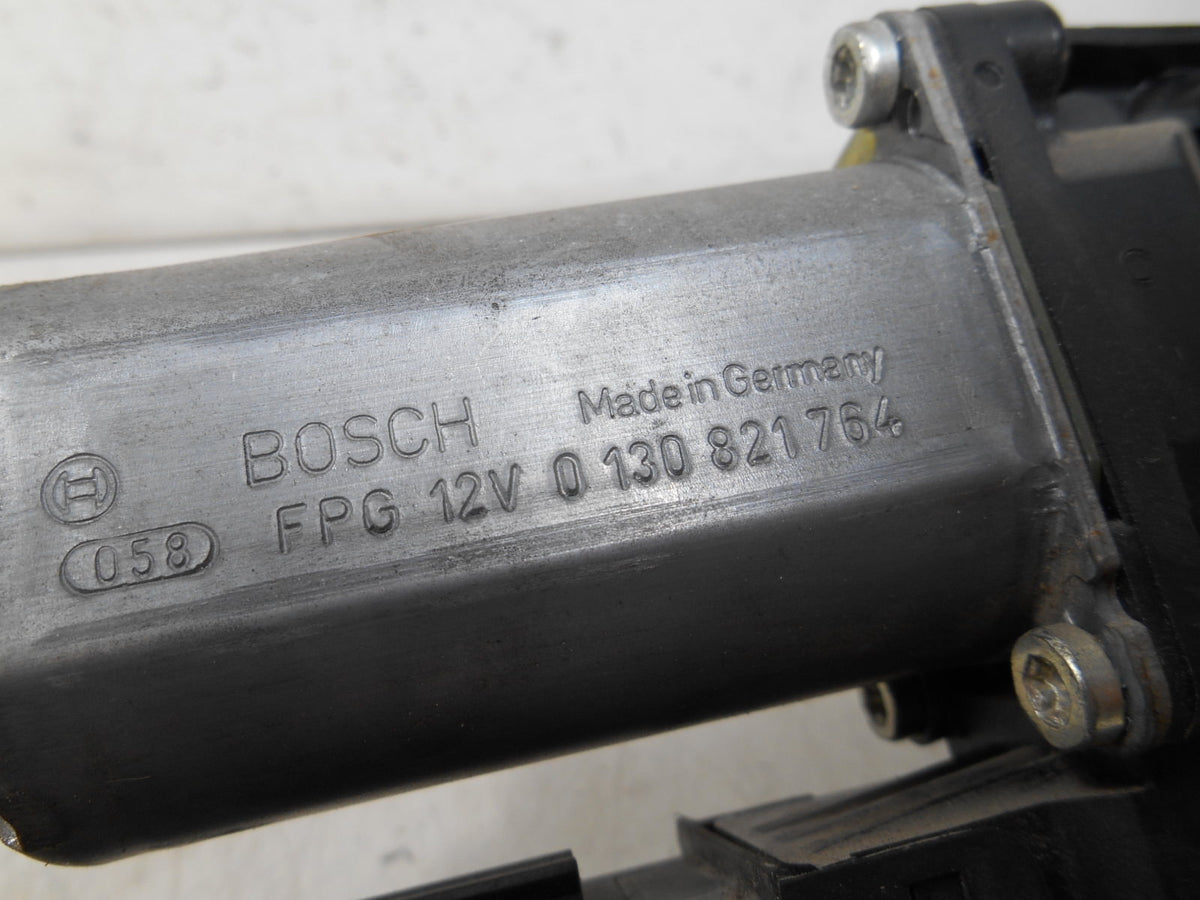 BOSCH
Made in Germany
FPG 12V 0 130 821 764
058